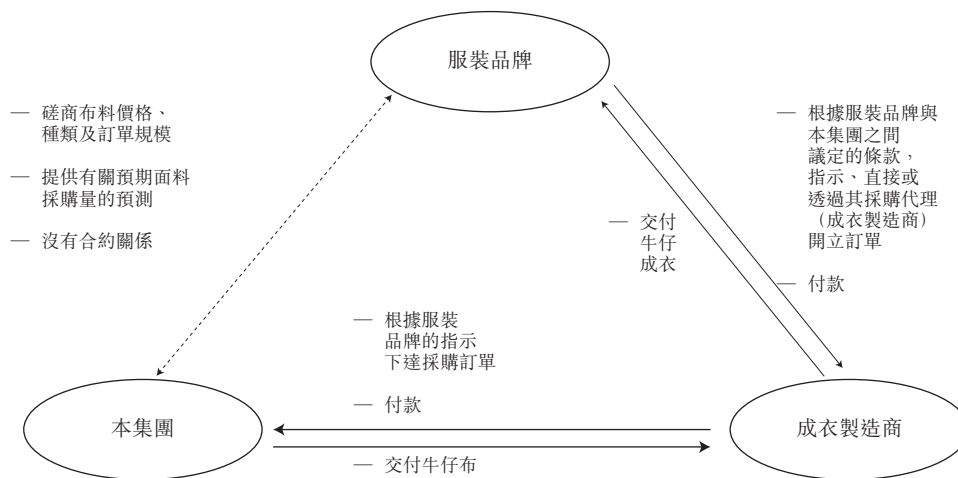 服裝品牌
— 磋商布料價格、
種類及訂單規模
— 提供有關預期面料
採購量的預測
— 沒有合約關係
— 根據服裝品牌與
本集團之間
議定的條款，
指示、直接或
透過其採購代理
（成衣製造商）
開立訂單
— 付款
— 交付
牛仔
成衣
— 根據服裝
品牌的指示
下達採購訂單
— 付款
本集團
成衣製造商
— 交付牛仔布